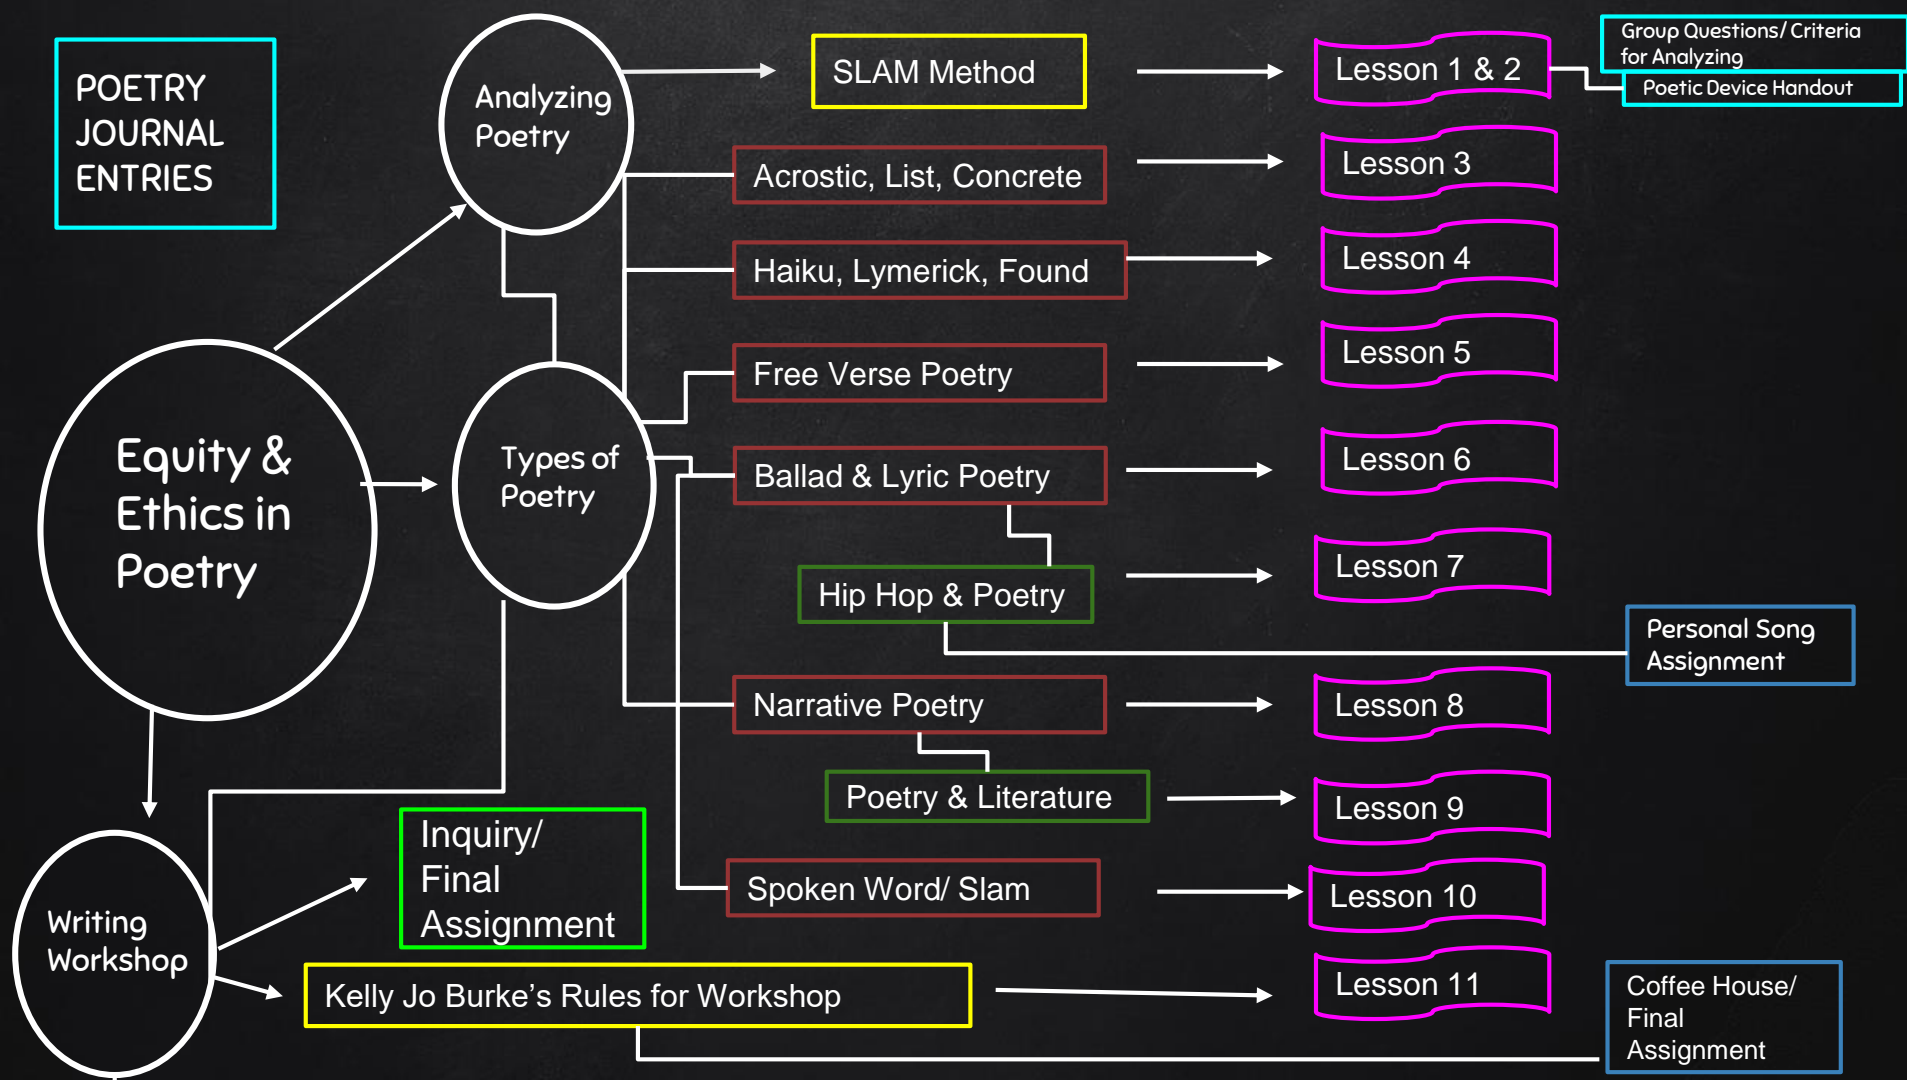 POETRY
JOURNAL
ENTRIES
Analyzing
Poetry
SLAM Method
Lesson 1 & 2
Group Questions/ Criteria
for Analyzing
Poetic Device Handout
Acrostic, List, Concrete
Lesson 3
Haiku, Lymerick, Found
Lesson 4
Free Verse Poetry
Lesson 5
Equity &
Ethics in
Poetry
Types of
Poetry
Ballad & Lyric Poetry
Lesson 6
Hip Hop & Poetry
Lesson 7
Personal Song
Assignment
Narrative Poetry
Lesson 8
Poetry & Literature
Lesson 9
Inquiry/
Final
Assignment
Spoken Word/ Slam
Lesson 10
Writing
Workshop
Kelly Jo Burke’s Rules for Workshop
Lesson 11
Coffee House/
Final
Assignment